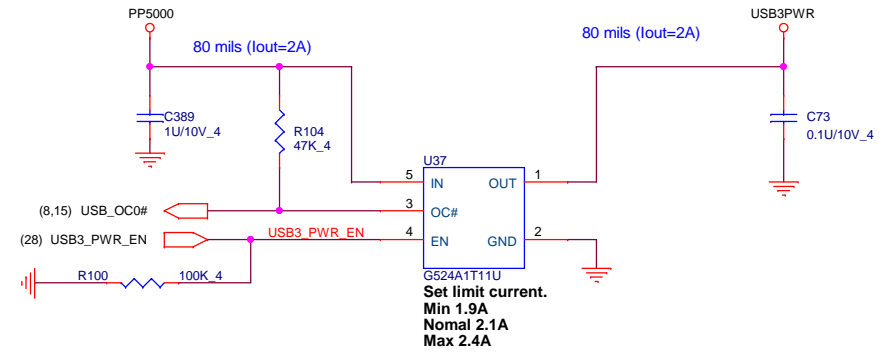 PP5000
USB3PWR
80 mils (Iout=2A)
80 mils (Iout=2A)
C389
1U/10V_4
R104
47K_4
C73
0.1U/10V_4
U37
5
IN
OUT
1
(8,15) USB_OC0#
3
OC#
(28) USB3_PWR_EN
USB3_PWR_EN
4
EN
GND
2
R100
100K_4
G524A1T11U
Set limit current.
Min 1.9A
Nomal 2.1A
Max 2.4A